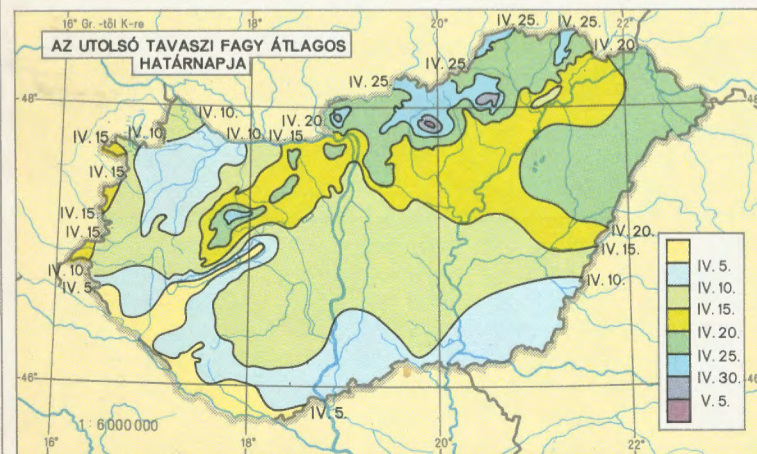 16° Gr.-től K-re
18°
20°
IV. 25.
IV. 25.
22°
AZ UTOLSÓ TAVASZI FAGY ÁTLAGOS
HATÁRNAPJA
IV. 20.
IV. 25.
IV. 25.
16°
48°
48°
IV. 10.
IV. 20.
IV. 10.
IV. 10.
IV. 15.
IV. 15.
IV. 15.
IV. 15.
IV. 15.
IV. 20.
IV. 15.
IV. 10.
IV. 10.
IV. 5.
IV. 5.
IV. 10.
IV. 15.
IV. 20.
IV. 25.
IV. 30.
V. 5.
46°
46°
IV. 5.
1 : 6 000 000
16°
18°
20°
22°